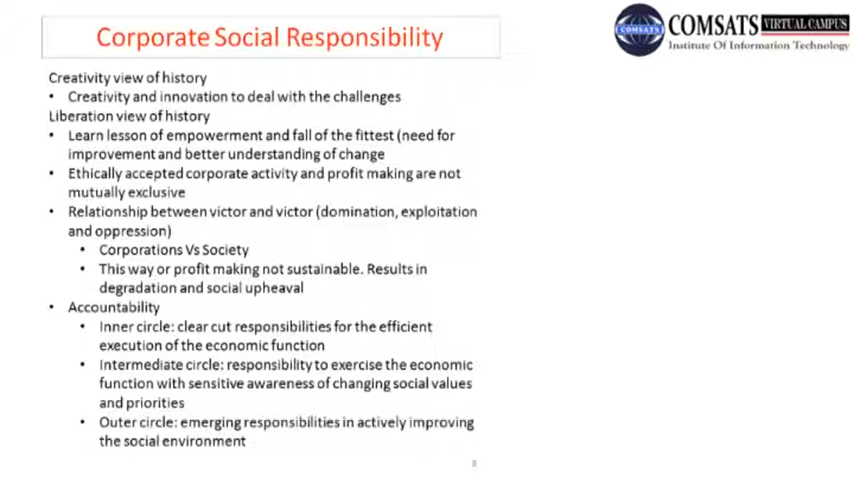 Corporate Social Responsibility
COMSATS VIRTUAL CAMPUS
Institute Of Information Technology
COMSATS
Creativity view of history
• Creativity and innovation to deal with the challenges
Liberation view of history
• Learn lesson of empowerment and fall of the fittest (need for
improvement and better understanding of change
• Ethically accepted corporate activity and profit making are not
mutually exclusive
• Relationship between victor and victor (domination, exploitation
and oppression)
• Corporations Vs Society
• This way or profit making not sustainable. Results in
degradation and social upheaval
• Accountability
• Inner circle: clear cut responsibilities for the efficient
execution of the economic function
• Intermediate circle: responsibility to exercise the economic
function with sensitive awareness of changing social values
and priorities
• Outer circle: emerging responsibilities in actively improving
the social environment
8